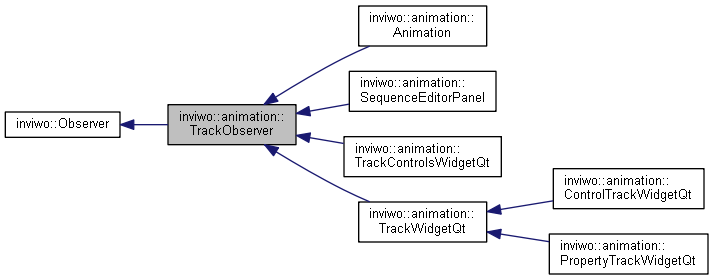 inviwo::Observer
inviwo::animation::
TrackObserver
inviwo::animation::
Animation
inviwo::animation::
SequenceEditorPanel
inviwo::animation::
TrackControlsWidgetQt
inviwo::animation::
TrackWidgetQt
inviwo::animation::
ControlTrackWidgetQt
inviwo::animation::
PropertyTrackWidgetQt